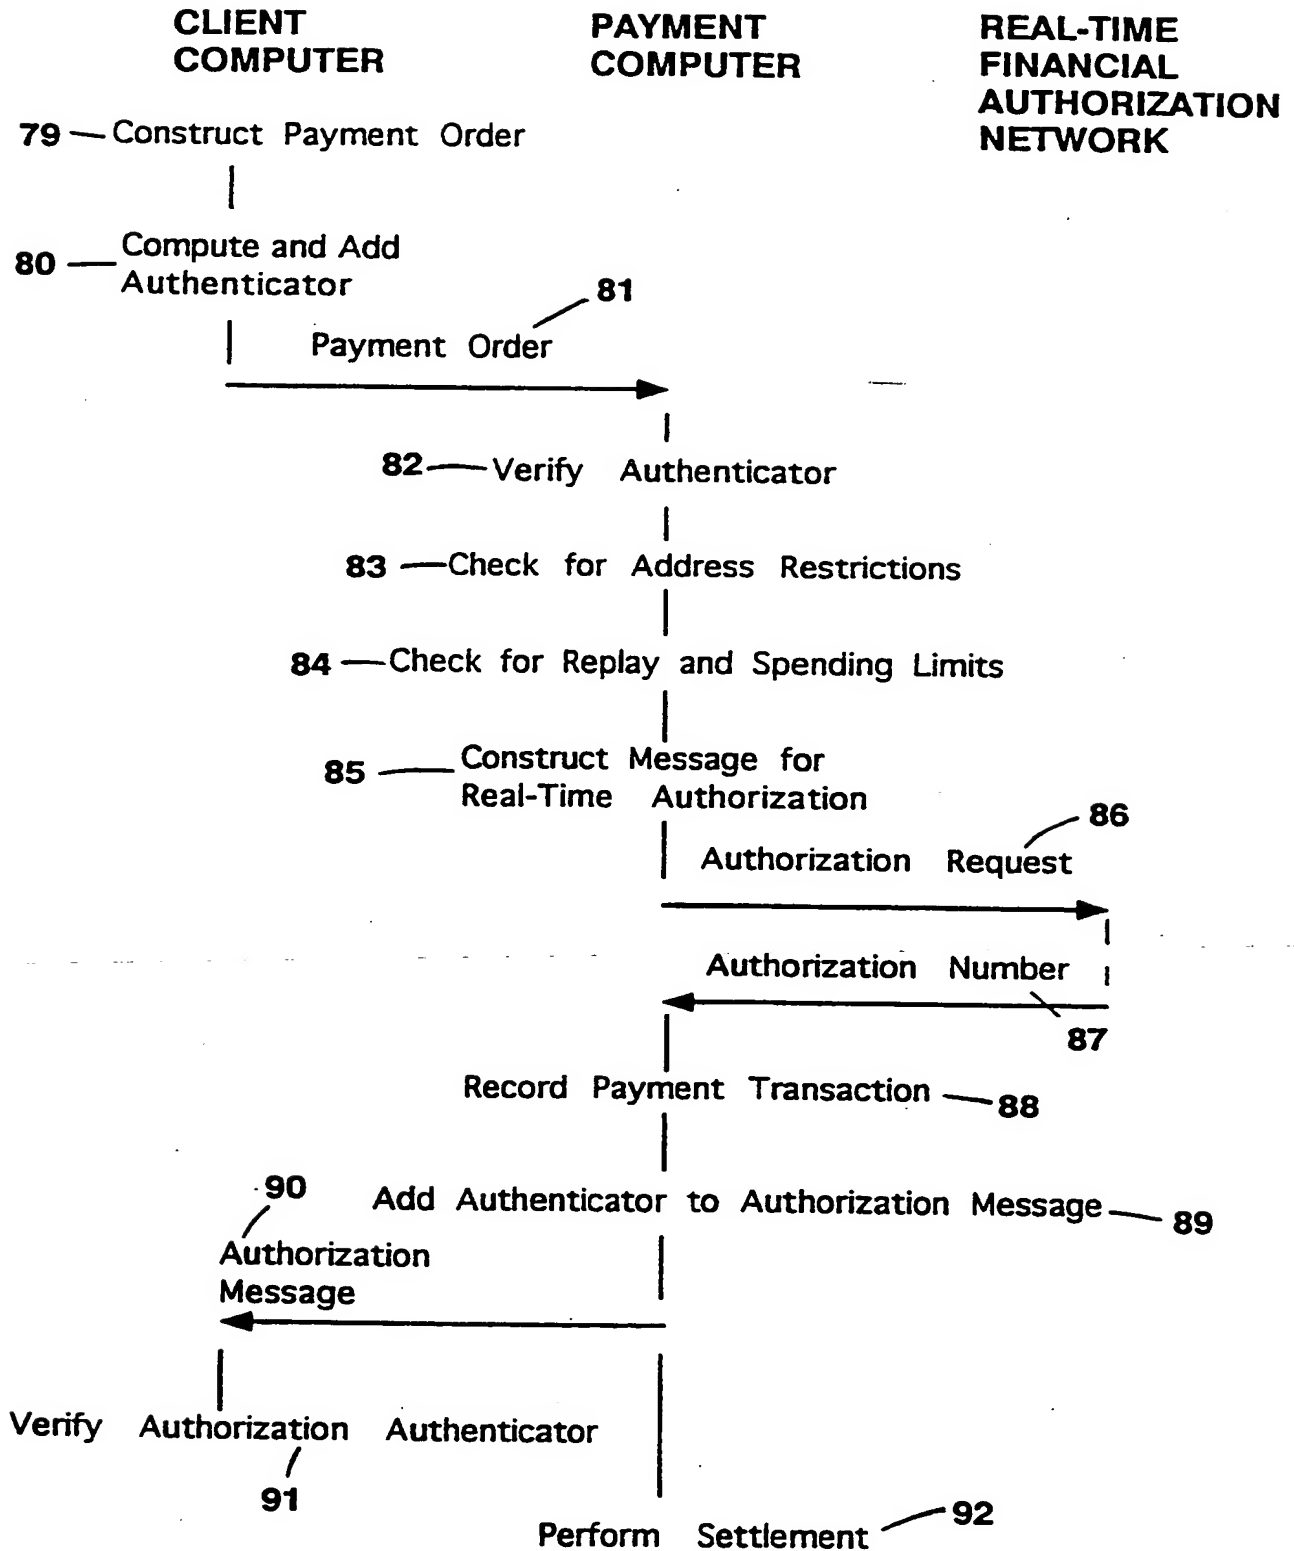 CLIENT
COMPUTER
PAYMENT
COMPUTER
REAL-TIME
FINANCIAL
AUTHORIZATION
NETWORK
79 Construct Payment Order
80 Compute and Add
Authenticator
81
Payment Order
82 Verify Authenticator
83 Check for Address Restrictions
84 Check for Replay and Spending Limits
85 Construct Message for
Real-Time Authorization
86
Authorization Request
Authorization Number
87
Record Payment Transaction 88
90
Add Authenticator to Authorization Message 89
Authorization
Message
Verify Authorization Authenticator
91
Perform Settlement 92